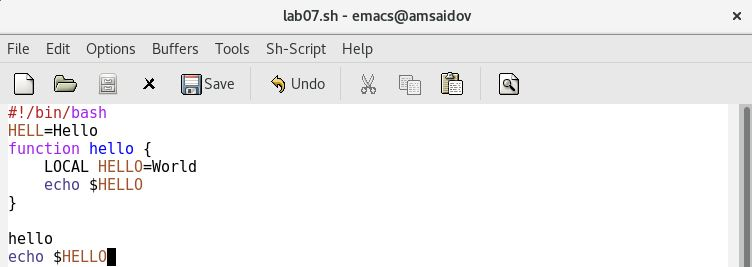 lab07.sh - emacs@amsaidov
File Edit Options Buffers Tools Sh-Script Help
Save Undo
#!/bin/bash
HELL=Hello
function hello {
    LOCAL HELLO=World
    echo $HELLO
}
hello
echo $HELLO